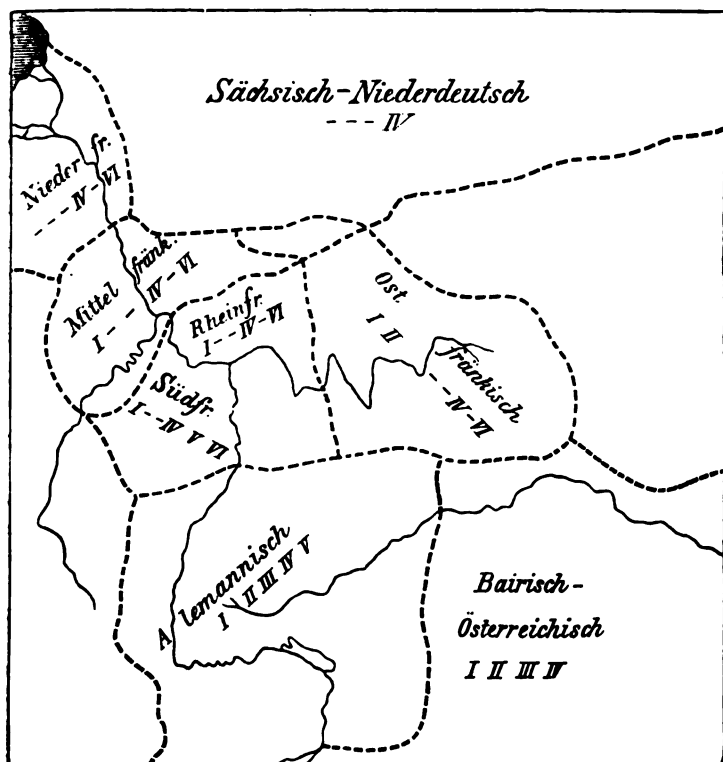 Sächsisch-Niederdeutsch
--- IV
Nieder fr.
--- IV-VI
Mittel fränk.
I --- IV-VI
Rheinfr.
I--IV-VI
Ost.
I II
fränkisch
-- IV-VI
Südfr.
I--IV V VI
Alemannisch
I II III IV V
Bairisch-
Österreichisch
I II III IV